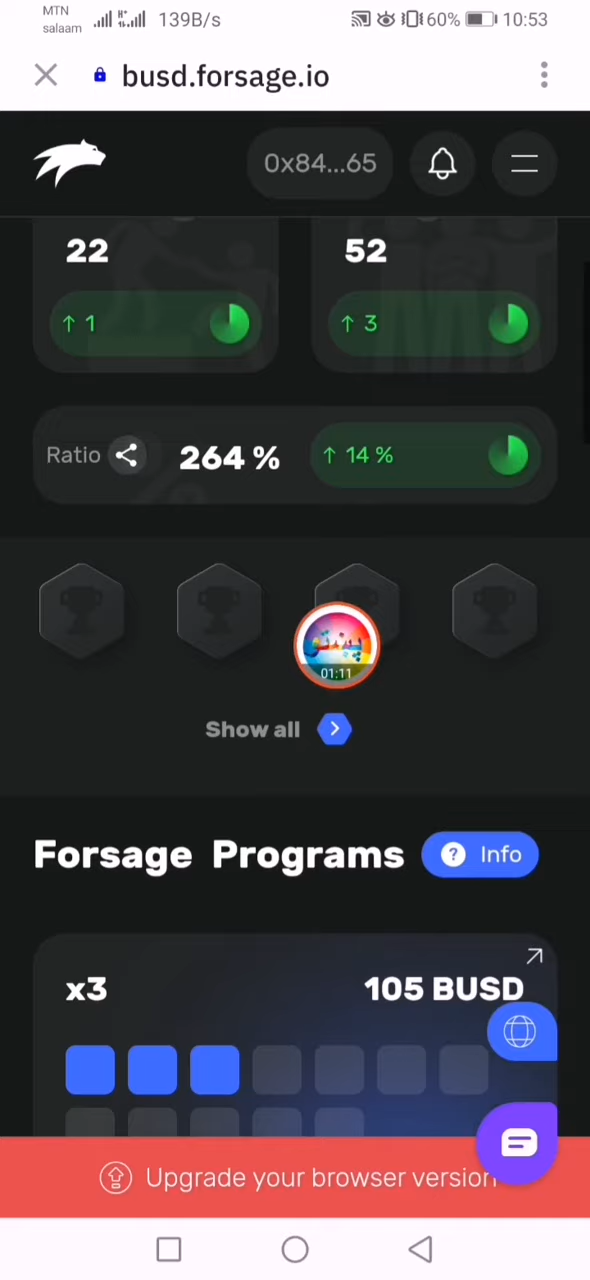 MTN
salaam
139B/s
60%
10:53
busd.forsage.io
0x84...65
22
52
↑ 1
↑ 3
Ratio
264 %
↑ 14 %
01:11
Show all
Forsage Programs
? Info
x3
105 BUSD
Upgrade your browser version